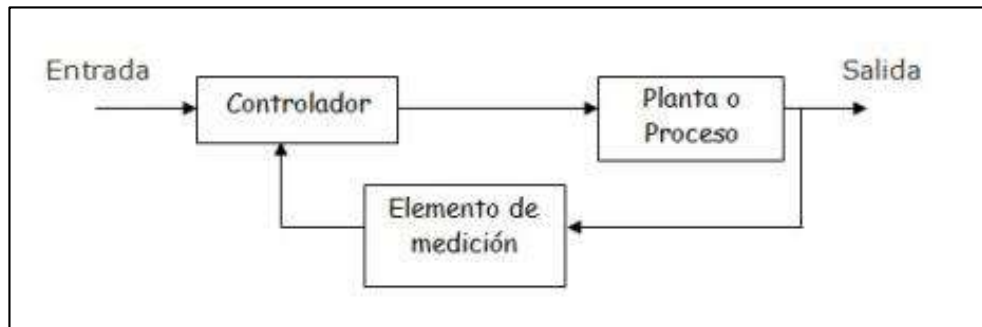 Entrada
Controlador
Planta o
Proceso
Salida
Elemento de
medición